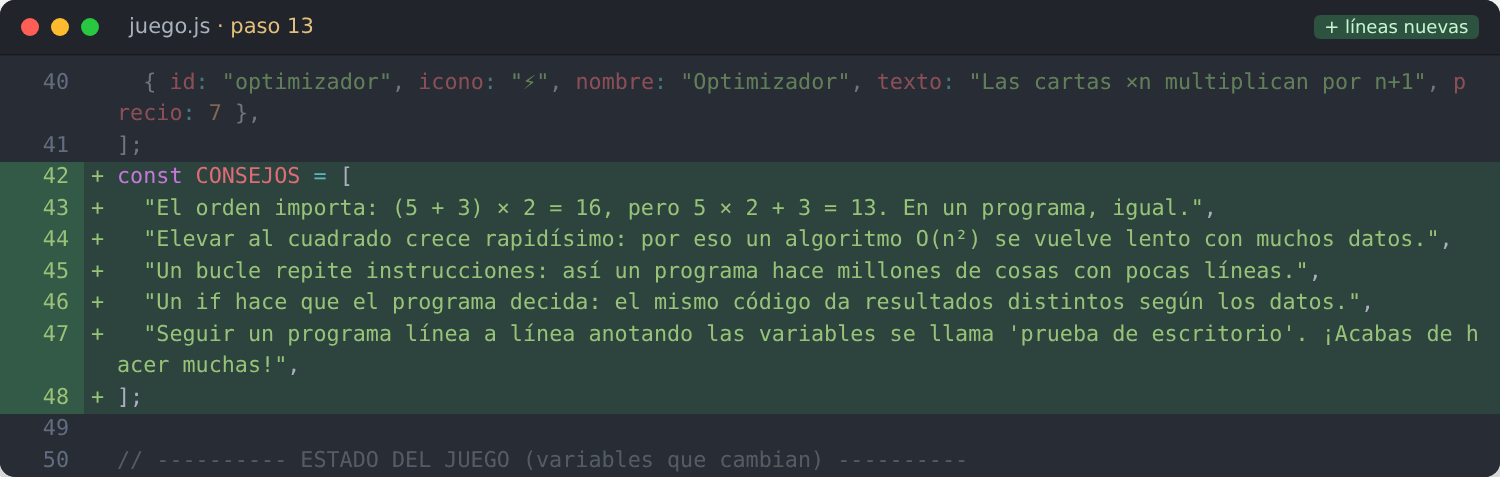 juego.js · paso 13
+ líneas nuevas
40 { id: "optimizador", icono: "⚡", nombre: "Optimizador", texto: "Las cartas ×n multiplican por n+1", p
recio: 7 },
41 ];
42 + const CONSEJOS = [
43 + "El orden importa: (5 + 3) × 2 = 16, pero 5 × 2 + 3 = 13. En un programa, igual.",
44 + "Elevar al cuadrado crece rapidísimo: por eso un algoritmo O(n²) se vuelve lento con muchos datos.",
45 + "Un bucle repite instrucciones: así un programa hace millones de cosas con pocas líneas.",
46 + "Un if hace que el programa decida: el mismo código da resultados distintos según los datos.",
47 + "Seguir un programa línea a línea anotando las variables se llama 'prueba de escritorio'. ¡Acabas de h
acer muchas!",
48 + ];
49
50 // ---------- ESTADO DEL JUEGO (variables que cambian) ----------